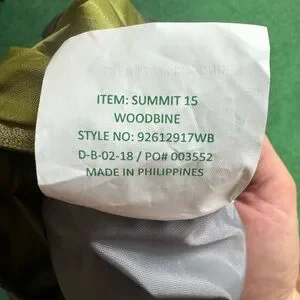 ITEM: SUMMIT 15
WOODBINE
STYLE NO: 92612917WB
D-B-02-18 / PO# 003552
MADE IN PHILIPPINES